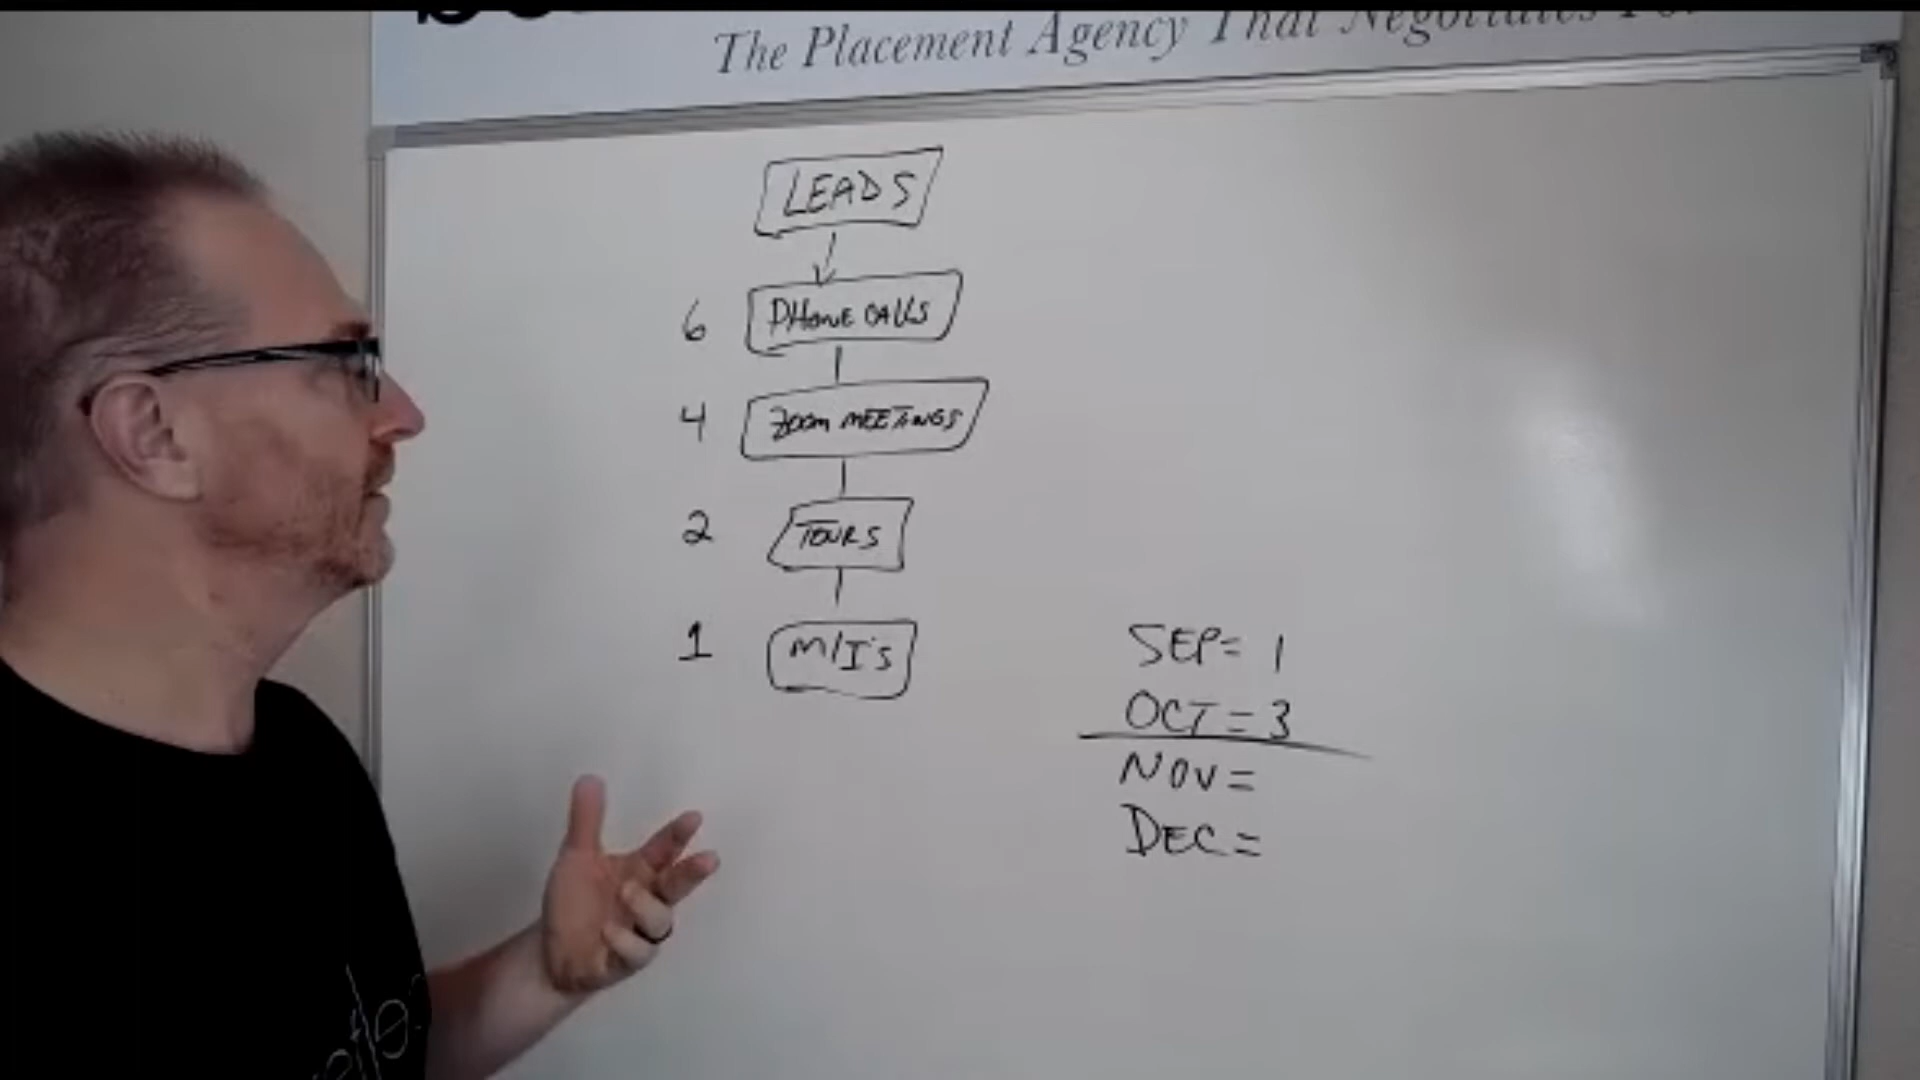 The Placement Agency That Negotiates
LEADS
6 PHONE CALLS
4 ZOOM MEETINGS
2 TOURS
1 M/I's
SEP= 1
OCT = 3
NOV =
DEC =